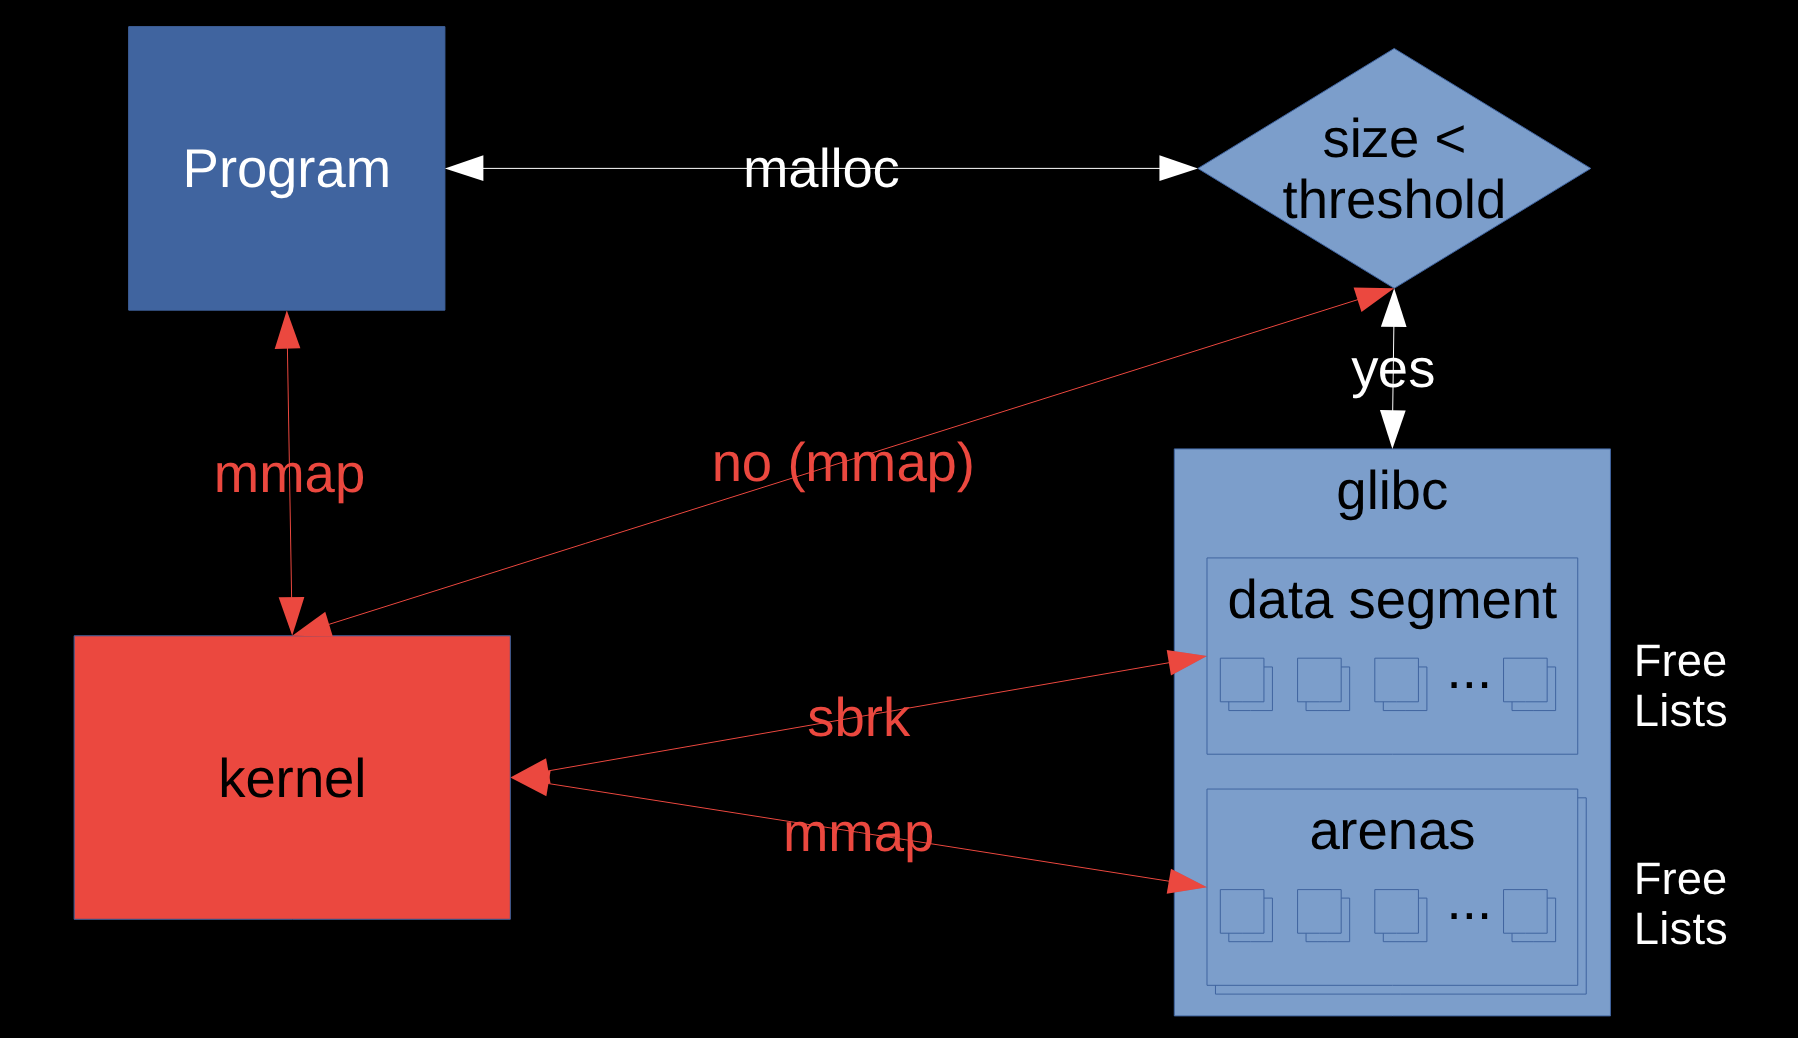 Program
malloc
size <
threshold
yes
mmap
no (mmap)
glibc
data segment
...
Free
Lists
sbrk
kernel
mmap
arenas
...
Free
Lists